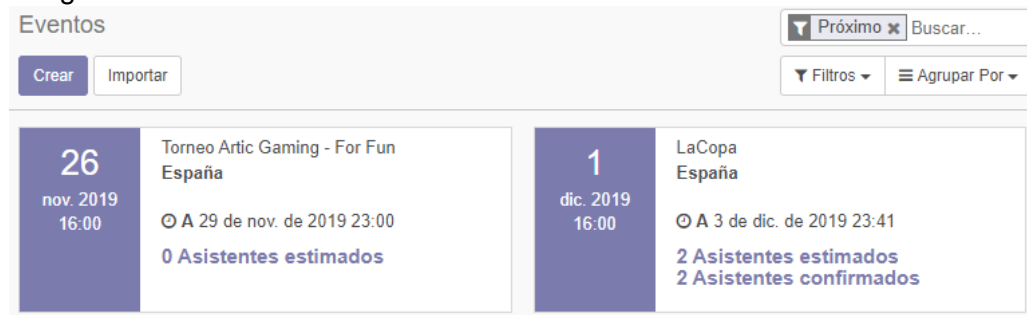 Eventos
Próximo Buscar...
Crear Importar
Filtros Agrupar Por
26
nov. 2019
16:00
Torneo Artic Gaming - For Fun
España
A 29 de nov. de 2019 23:00
0 Asistentes estimados
1
dic. 2019
16:00
LaCopa
España
A 3 de dic. de 2019 23:41
2 Asistentes estimados
2 Asistentes confirmados